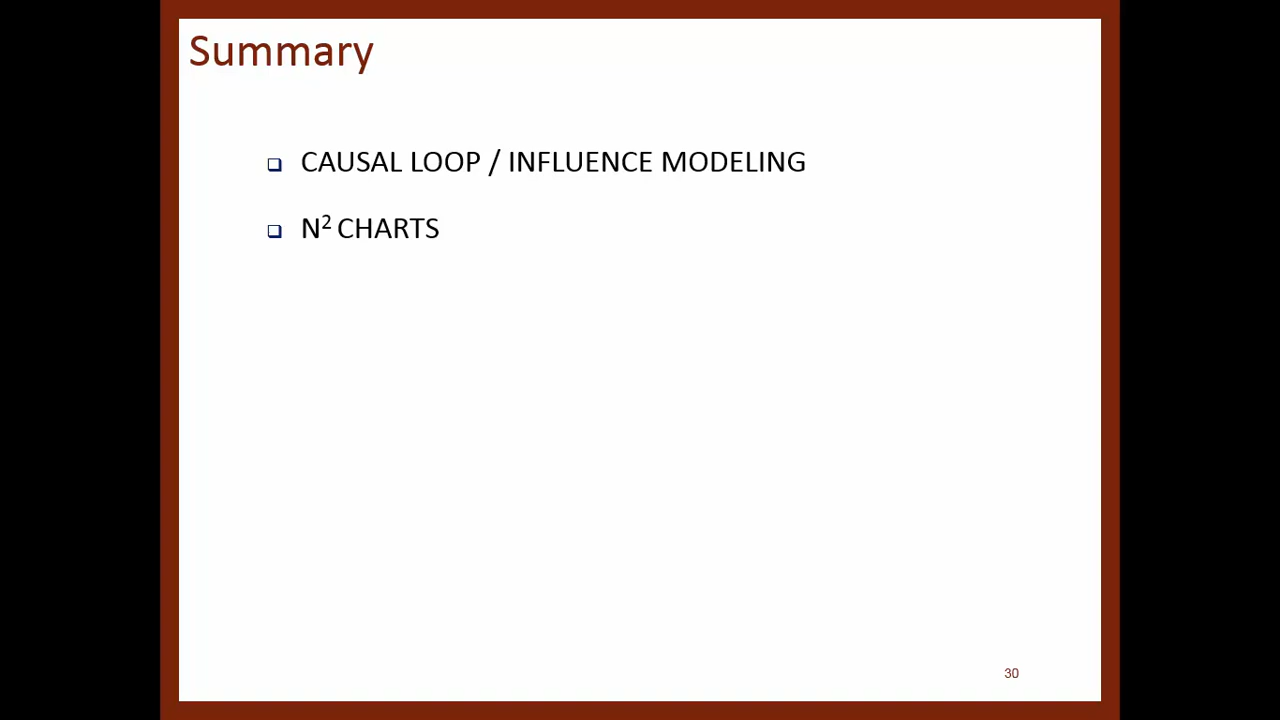 Summary
❑ CAUSAL LOOP / INFLUENCE MODELING
❑ N² CHARTS
30